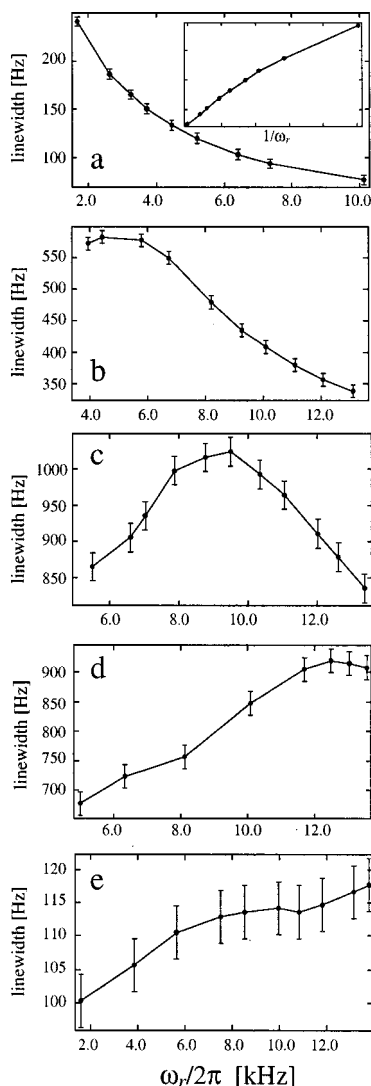 200
150
100
linewidth [Hz]
a
1/ωr
2.0 4.0 6.0 8.0 10.0
550
500
450
400
350
linewidth [Hz]
b
4.0 6.0 8.0 10.0 12.0
c
1000
950
900
850
linewidth [Hz]
6.0 8.0 10.0 12.0
d
900
850
800
750
700
linewidth [Hz]
6.0 8.0 10.0 12.0
e
120
115
110
105
100
linewidth [Hz]
2.0 4.0 6.0 8.0 10.0 12.0
ωr/2π [kHz]